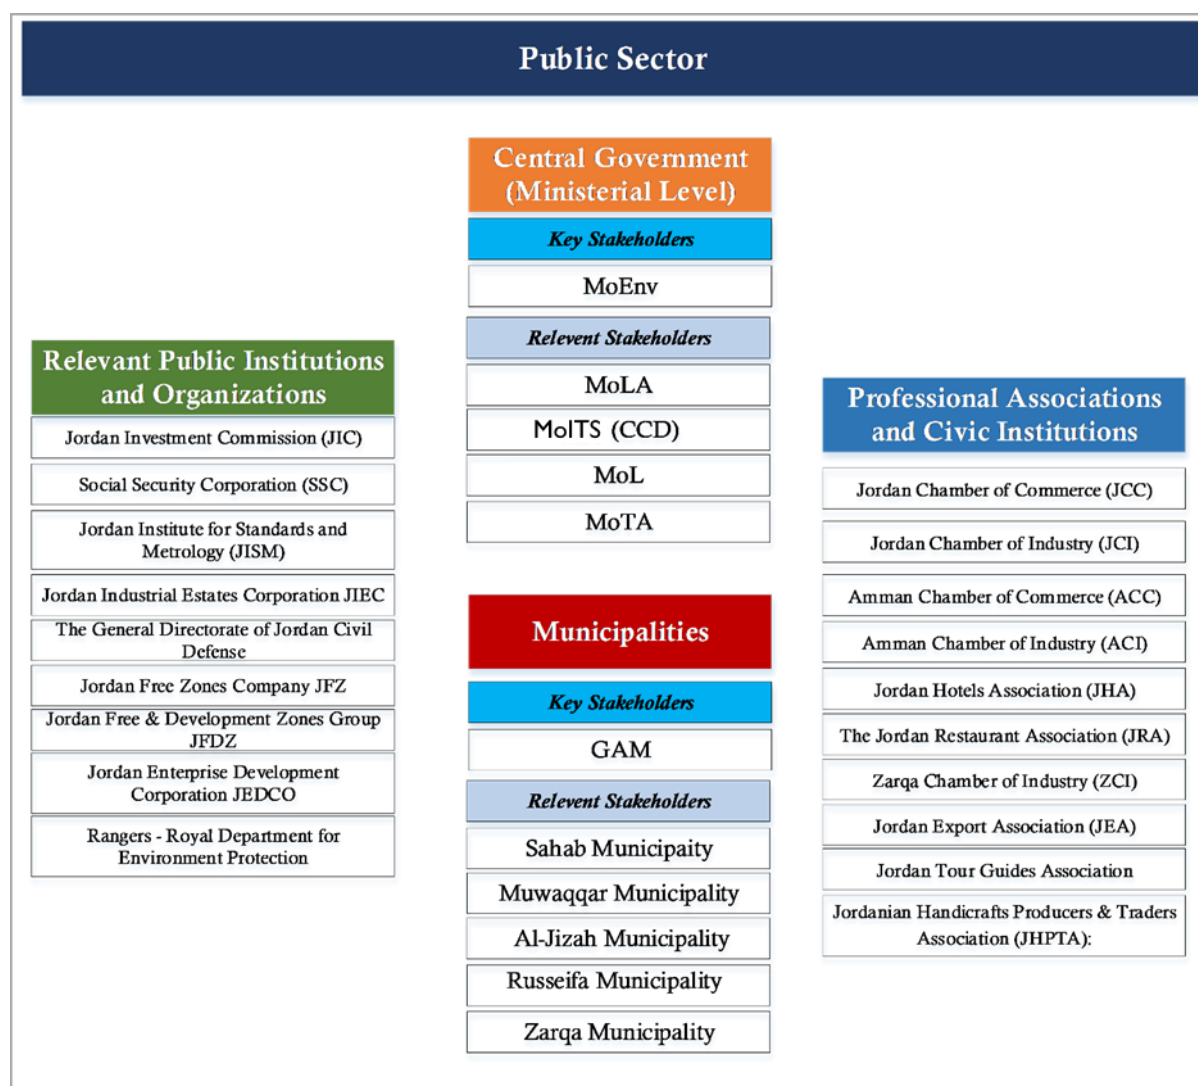 Public Sector
Central Government
(Ministerial Level)
Key Stakeholders
MoEnv
Relevent Stakeholders
MoLA
MoITS (CCD)
MoL
MoTA
Relevant Public Institutions
and Organizations
Jordan Investment Commission (JIC)
Social Security Corporation (SSC)
Jordan Institute for Standards and
Metrology (JISM)
Jordan Industrial Estates Corporation JIEC
The General Directorate of Jordan Civil
Defense
Jordan Free Zones Company JFZ
Jordan Free & Development Zones Group
JFDZ
Jordan Enterprise Development
Corporation JEDCO
Rangers - Royal Department for
Environment Protection
Municipalities
Key Stakeholders
GAM
Relevent Stakeholders
Sahab Municipaity
Muwaqqar Municipality
Al-Jizah Municipality
Russeifa Municipality
Zarqa Municipality
Professional Associations
and Civic Institutions
Jordan Chamber of Commerce (JCC)
Jordan Chamber of Industry (JCI)
Amman Chamber of Commerce (ACC)
Amman Chamber of Industry (ACI)
Jordan Hotels Association (JHA)
The Jordan Restaurant Association (JRA)
Zarqa Chamber of Industry (ZCI)
Jordan Export Association (JEA)
Jordan Tour Guides Association
Jordanian Handicrafts Producers & Traders
Association (JHPTA):